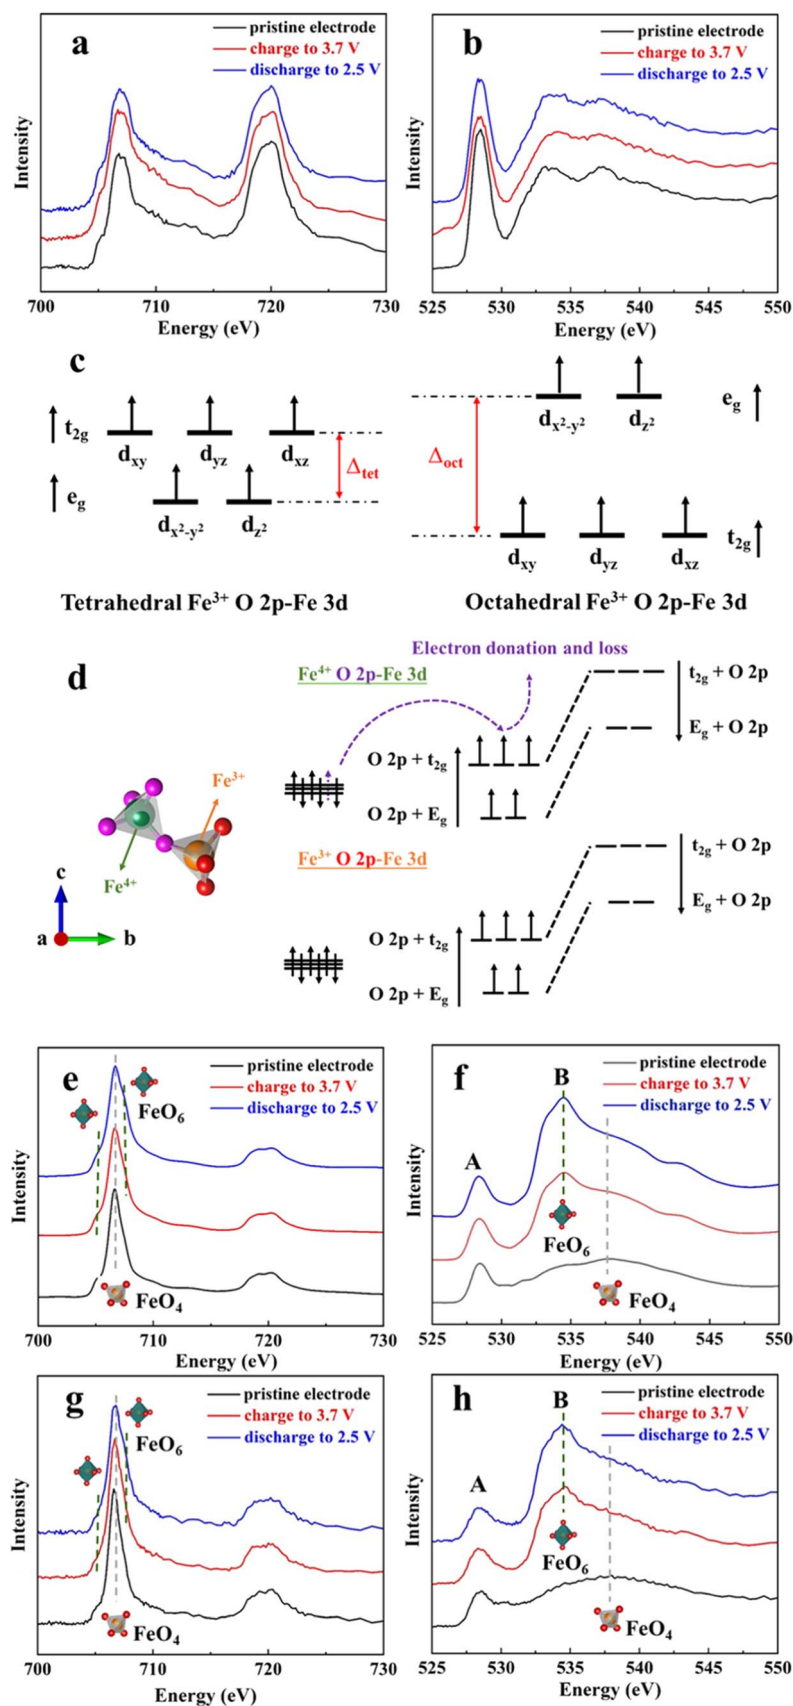 a
pristine electrode
charge to 3.7 V
discharge to 2.5 V
Intensity
700 710 720 730
Energy (eV)
b
pristine electrode
charge to 3.7 V
discharge to 2.5 V
Intensity
525 530 535 540 545 550
Energy (eV)
c
t2g
dxy dyz dxz
Δtet
eg
dx²-y² dz²
Tetrahedral Fe³⁺ O 2p-Fe 3d
dx²-y² dz²
eg
Δoct
t2g
dxy dyz dxz
Octahedral Fe³⁺ O 2p-Fe 3d
d
Electron donation and loss
Fe⁴⁺ O 2p-Fe 3d
t2g + O 2p
Eg + O 2p
O 2p + t2g
O 2p + Eg
Fe³⁺
Fe⁴⁺
c
a
b
Fe³⁺ O 2p-Fe 3d
t2g + O 2p
Eg + O 2p
O 2p + t2g
O 2p + Eg
e
pristine electrode
charge to 3.7 V
discharge to 2.5 V
FeO6
FeO4
Intensity
700 710 720 730
Energy (eV)
f
pristine electrode
charge to 3.7 V
discharge to 2.5 V
B
A
FeO6
FeO4
Intensity
525 530 535 540 545 550
Energy (eV)
g
pristine electrode
charge to 3.7 V
discharge to 2.5 V
FeO6
FeO4
Intensity
700 710 720 730
Energy (eV)
h
pristine electrode
charge to 3.7 V
discharge to 2.5 V
B
A
FeO6
FeO4
Intensity
525 530 535 540 545 550
Energy (eV)